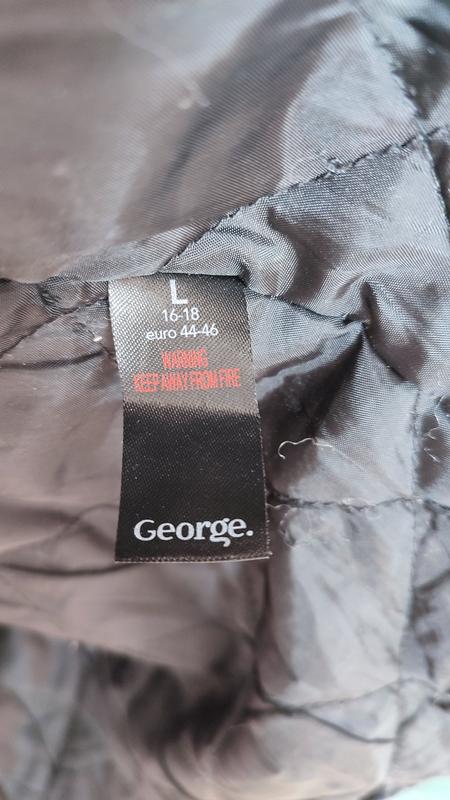 L
16-18
euro 44-46
WARNING
KEEP AWAY FROM FIRE
George.